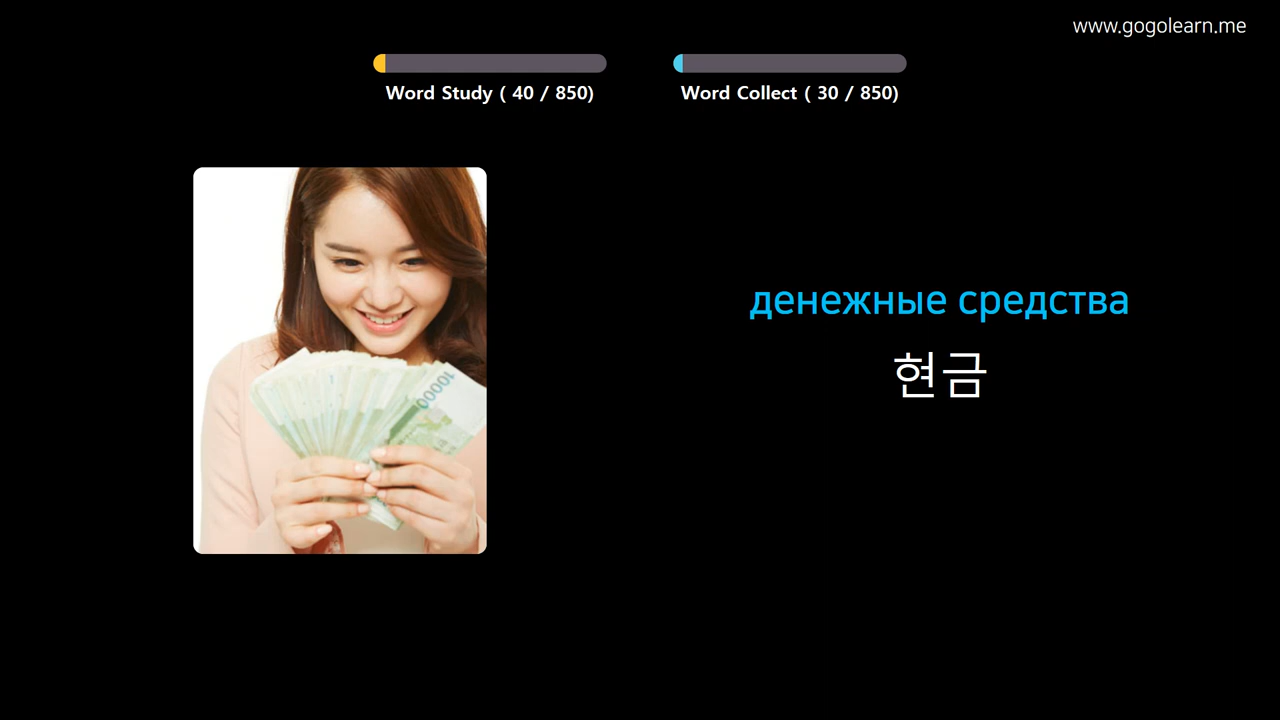 www.gogolearn.me
Word Study ( 40 / 850)
Word Collect ( 30 / 850)
10000
денежные средства
현금